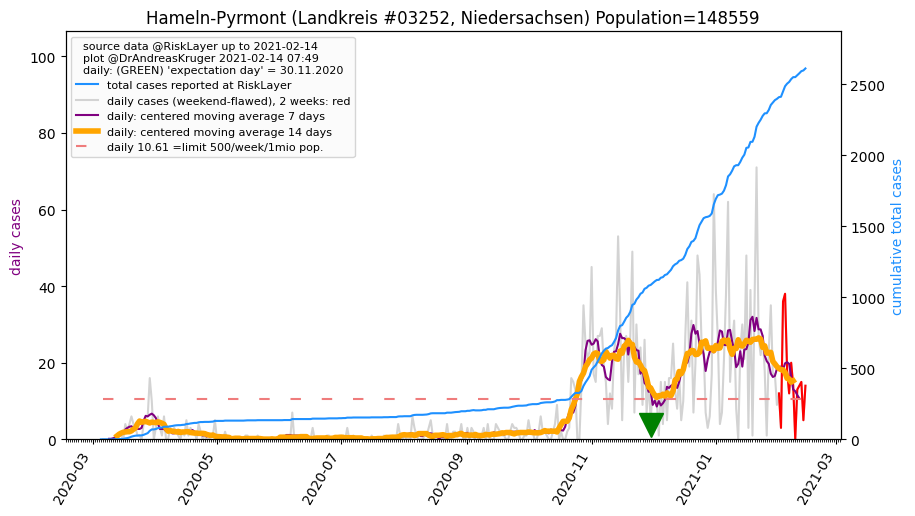 Hameln-Pyrmont (Landkreis #03252, Niedersachsen) Population=148559
source data @RiskLayer up to 2021-02-14
plot @DrAndreasKruger 2021-02-14 07:49
daily: (GREEN) 'expectation day' = 30.11.2020
total cases reported at RiskLayer
daily cases (weekend-flawed), 2 weeks: red
daily: centered moving average 7 days
daily: centered moving average 14 days
daily 10.61 =limit 500/week/1mio pop.
daily cases
100
80
60
40
20
0
cumulative total cases
2500
2000
1500
1000
500
0
2020-03
2020-05
2020-07
2020-09
2020-11
2021-01
2021-03